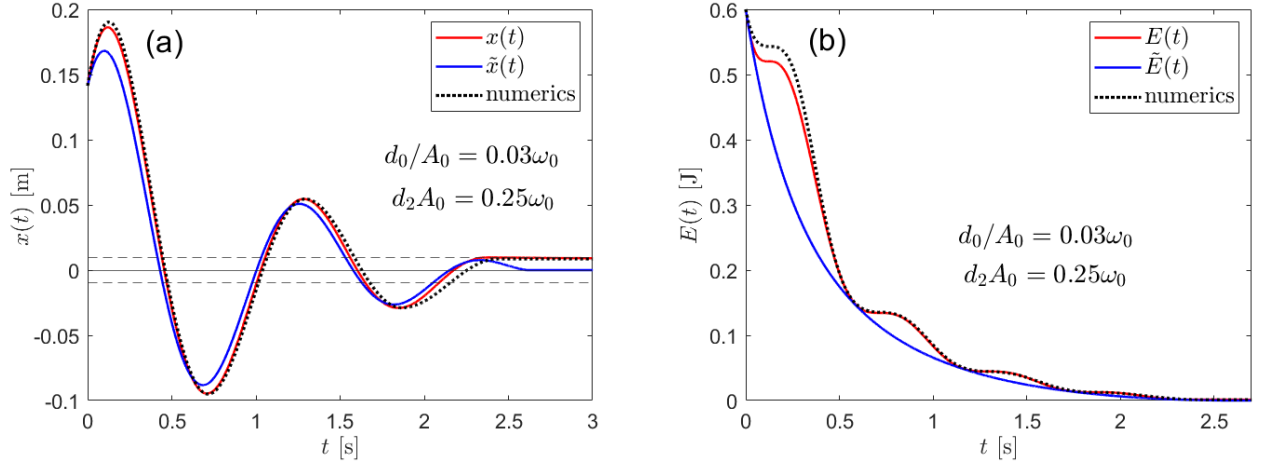 (a)
x(t)
x̃(t)
numerics
d₀/A₀ = 0.03ω₀
d₂A₀ = 0.25ω₀
0.2
0.15
0.1
0.05
0
-0.05
-0.1
x(t) [m]
0 0.5 1 1.5 2 2.5 3
t [s]
(b)
E(t)
Ẽ(t)
numerics
d₀/A₀ = 0.03ω₀
d₂A₀ = 0.25ω₀
0.6
0.5
0.4
0.3
0.2
0.1
0
E(t) [J]
0 0.5 1 1.5 2 2.5
t [s]